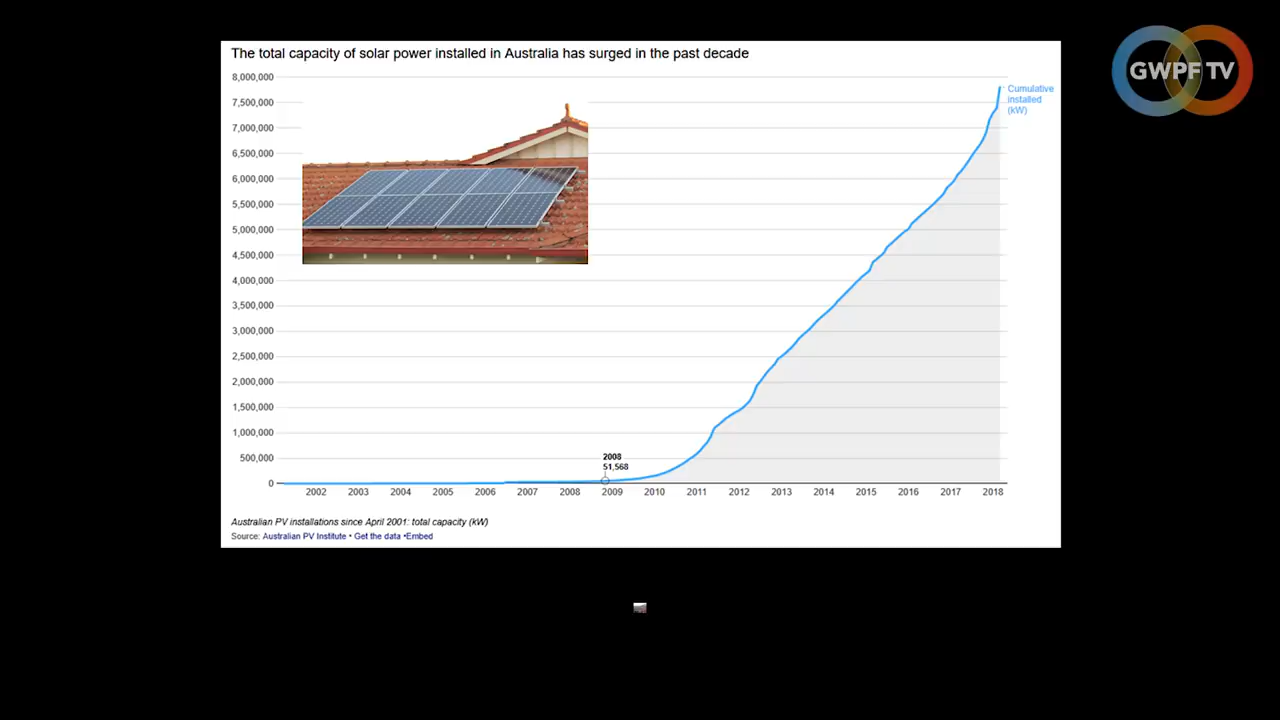 The total capacity of solar power installed in Australia has surged in the past decade
GWPF TV
8,000,000
7,500,000
7,000,000
6,500,000
6,000,000
5,500,000
5,000,000
4,500,000
4,000,000
3,500,000
3,000,000
2,500,000
2,000,000
1,500,000
1,000,000
500,000
0
Cumulative
installed
(kW)
2008
51,568
2002 2003 2004 2005 2006 2007 2008 2009 2010 2011 2012 2013 2014 2015 2016 2017 2018
Australian PV installations since April 2001: total capacity (kW)
Source: Australian PV Institute • Get the data •Embed